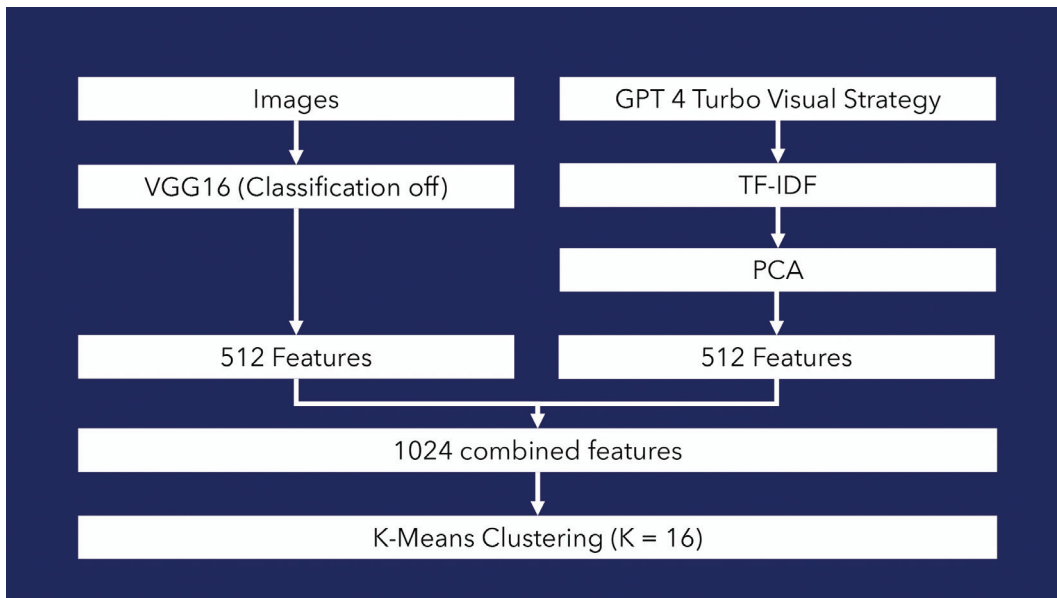 Images
GPT 4 Turbo Visual Strategy
VGG16 (Classification off)
TF-IDF
PCA
512 Features
512 Features
1024 combined features
K-Means Clustering (K = 16)